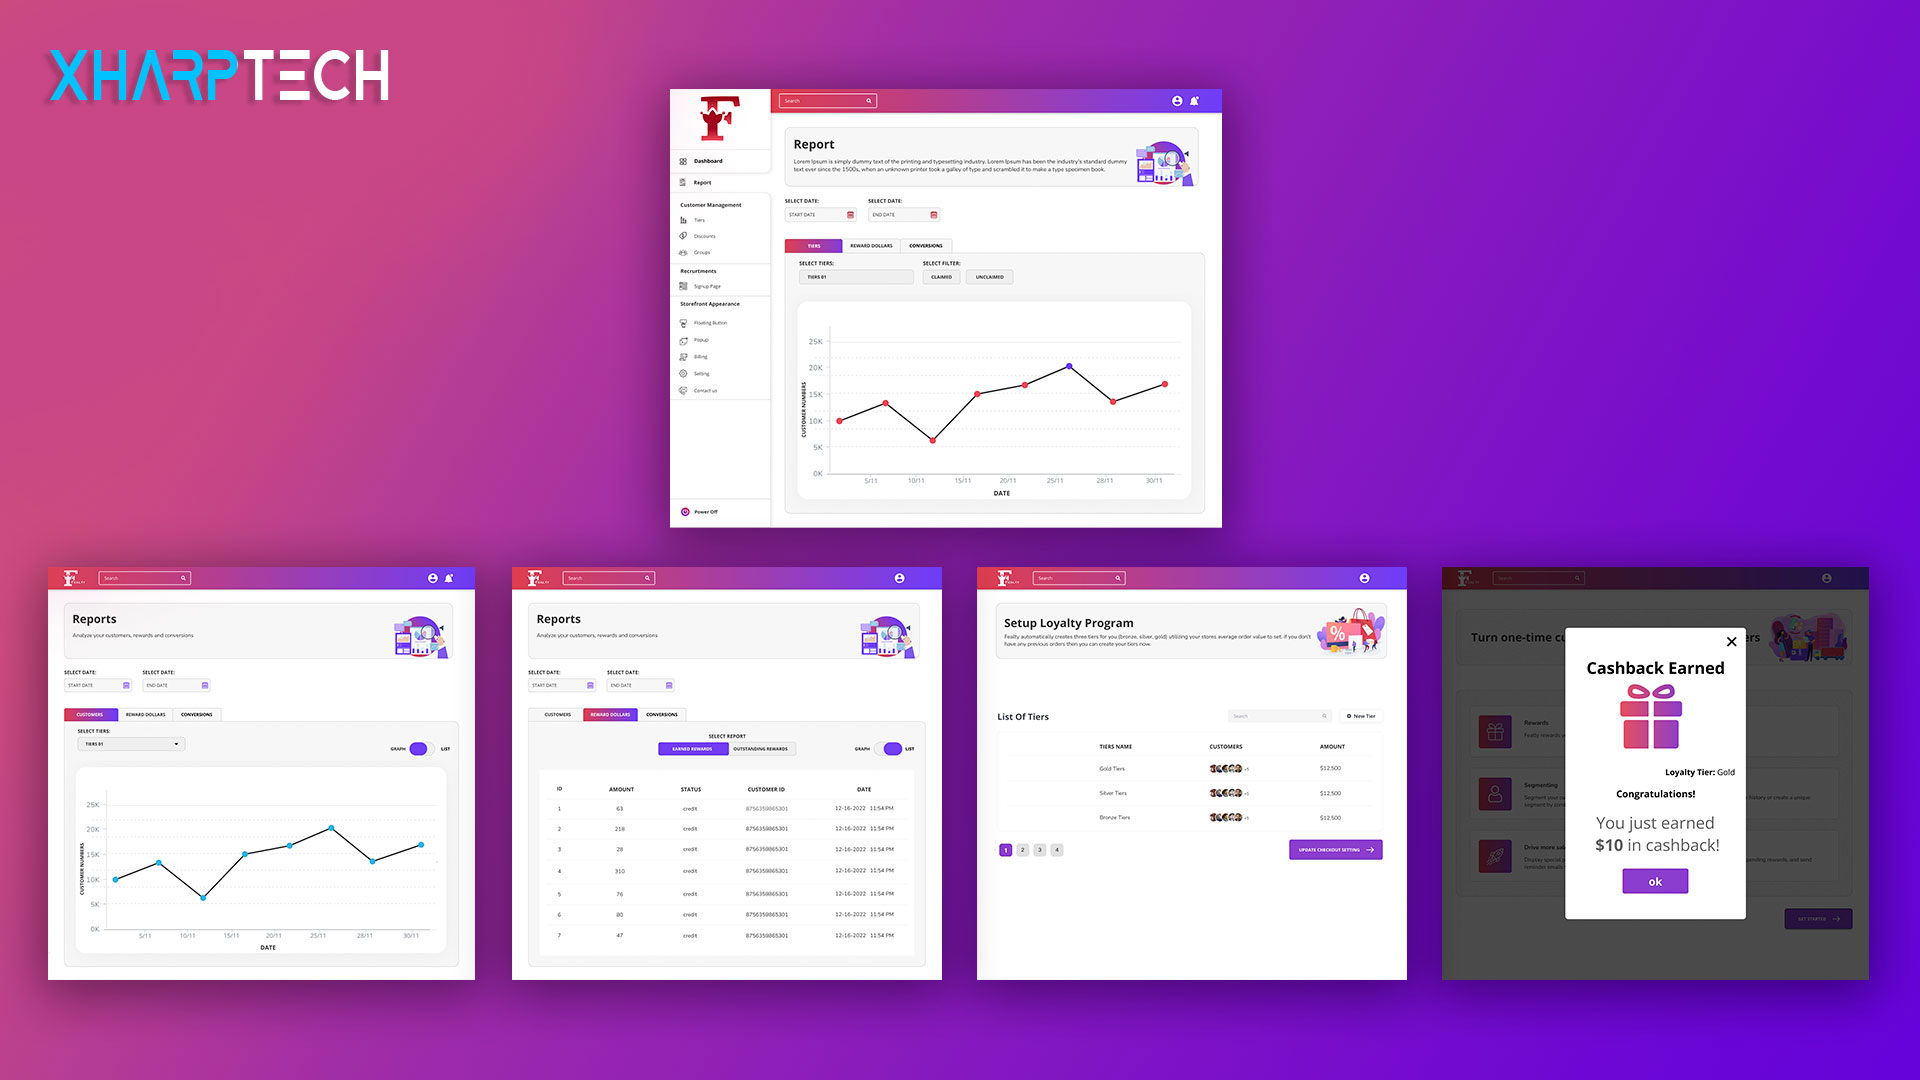 XHARPTECH
F
Search
Dashboard
Report
Customer Management
Tiers
Discounts
Groups
Recrurtments
Signup Page
Storefront Appearance
Floating Button
Popup
Billing
Setting
Contact us
Power Off
Report
Lorem Ipsum is simply dummy text of the printing and typesetting industry. Lorem Ipsum has been the industry's standard dummy
text ever since the 1500s, when an unknown printer took a galley of type and scrambled it to make a type specimen book.
SELECT DATE: SELECT DATE:
START DATE END DATE
TIERS REWARD DOLLARS CONVERSIONS
SELECT TIERS: SELECT FILTER:
TIERS 01 CLAIMED UNCLAIMED
25K
20K
15K
10K
5K
0K
CUSTOMER NUMBERS
5/11 10/11 15/11 20/11 25/11 28/11 30/11
DATE
FEALTY
Search
Reports
Analyze your customers, rewards and conversions
SELECT DATE: SELECT DATE:
START DATE END DATE
CUSTOMERS REWARD DOLLARS CONVERSIONS
SELECT TIERS:
TIERS 01
GRAPH LIST
25K
20K
15K
10K
5K
0K
CUSTOMER NUMBERS
5/11 10/11 15/11 20/11 25/11 28/11 30/11
DATE
FEALTY
Search
Reports
Analyze your customers, rewards and conversions
SELECT DATE: SELECT DATE:
START DATE END DATE
CUSTOMERS REWARD DOLLARS CONVERSIONS
SELECT REPORT
EARNED REWARDS OUTSTANDING REWARDS
GRAPH LIST
ID AMOUNT STATUS CUSTOMER ID DATE
1 63 credit 8756359865301 12-16-2022 11:54 PM
2 218 credit 8756359865301 12-16-2022 11:54 PM
3 28 credit 8756359865301 12-16-2022 11:54 PM
4 310 credit 8756359865301 12-16-2022 11:54 PM
5 76 credit 8756359865301 12-16-2022 11:54 PM
6 80 credit 8756359865301 12-16-2022 11:54 PM
7 47 credit 8756359865301 12-16-2022 11:54 PM
FEALTY
Search
Setup Loyalty Program
Fealty automatically creates three tiers for you (bronze, silver, gold) utilizing your stores average order value to set, if you don't
have any previous orders then you can create your tiers now.
%
List Of Tiers
Search
New Tier
TIERS NAME CUSTOMERS AMOUNT
Gold Tiers +5 $12,500
Silver Tiers +5 $12,500
Bronze Tiers +5 $12,500
1 2 3 4
UPDATE CHECKOUT SETTING
Search
Turn one-time
Rewards
Segmenting
GET STARTED
Cashback Earned
Loyalty Tier: Gold
Congratulations!
You just earned
$10 in cashback!
ok